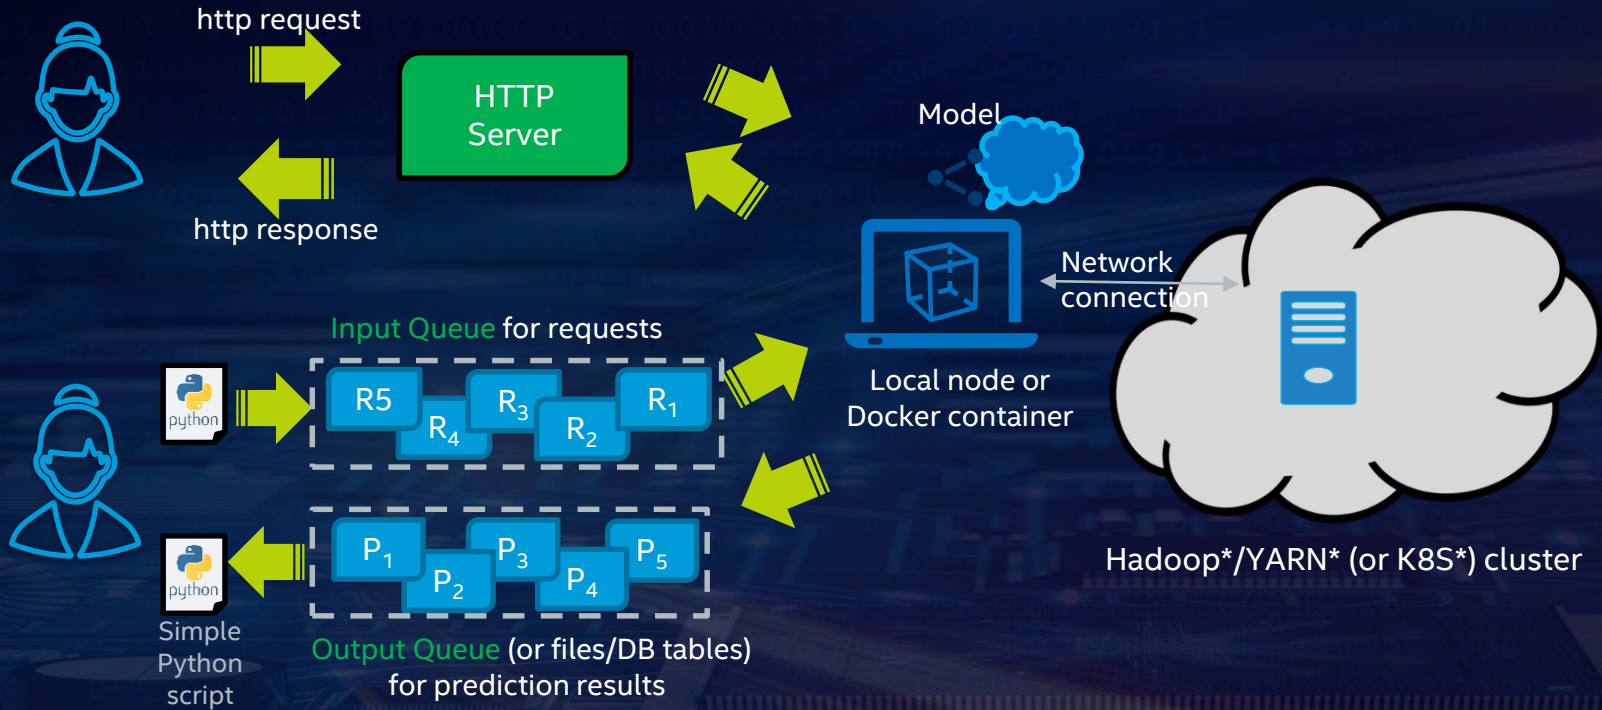 http request
HTTP
Server
http response
Model
Network
connection
Input Queue for requests
python
R5
R4
R3
R2
R1
Local node or
Docker container
P1
P2
P3
P4
P5
python
Simple
Python
script
Output Queue (or files/DB tables)
for prediction results
Hadoop*/YARN* (or K8S*) cluster